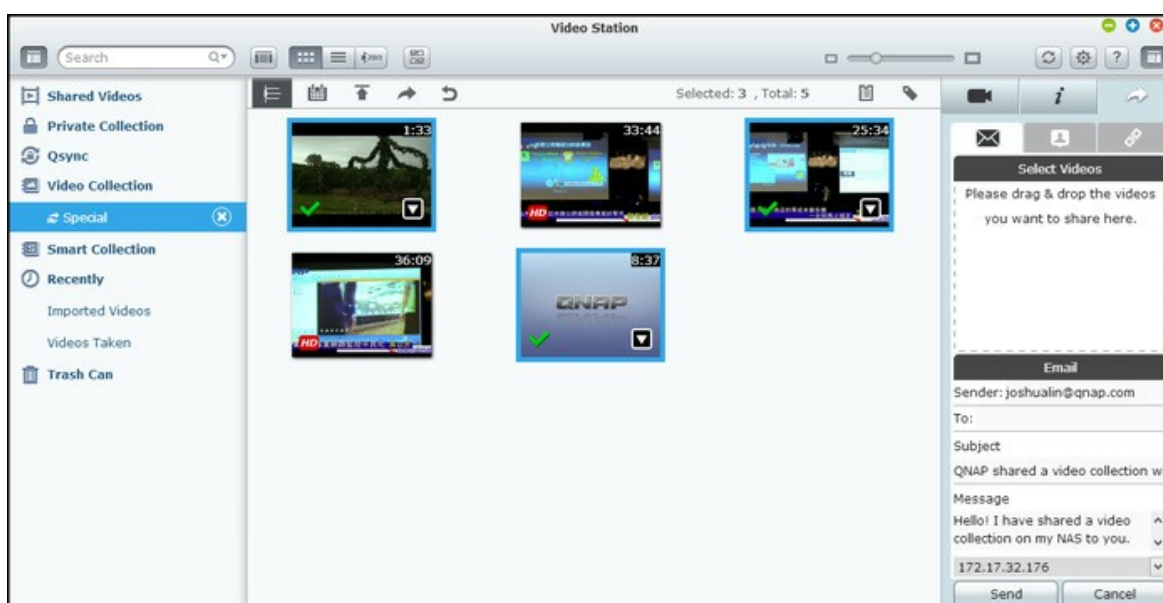 Video Station
Search
Shared Videos
Private Collection
Qsync
Video Collection
Special
Smart Collection
Recently
Imported Videos
Videos Taken
Trash Can
Selected: 3 , Total: 5
1:33
33:44
HD
25:34
36:09
HD
8:37
QNAP
i
Select Videos
Please drag & drop the videos
you want to share here.
Email
Sender: joshualin@qnap.com
To:
Subject
QNAP shared a video collection w
Message
Hello! I have shared a video
collection on my NAS to you.
172.17.32.176
Send
Cancel